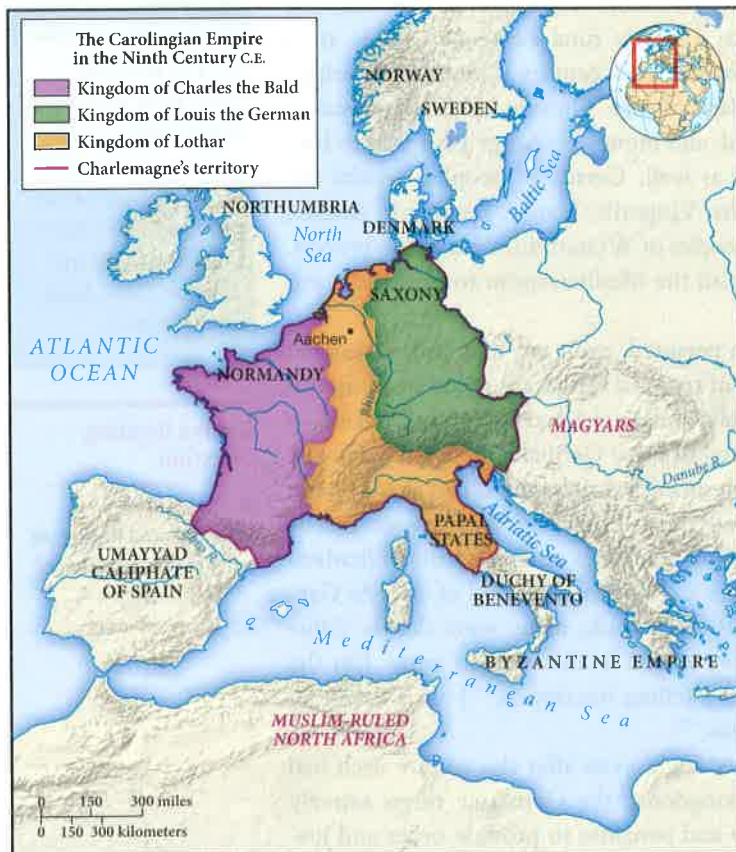 The Carolingian Empire
in the Ninth Century C.E.
Kingdom of Charles the Bald
Kingdom of Louis the German
Kingdom of Lothar
Charlemagne's territory
NORWAY
SWEDEN
Baltic Sea
NORTHUMBRIA
North
Sea
DENMARK
SAXONY
Aachen
ATLANTIC
OCEAN
NORMANDY
Rhine
MAGYARS
Danube R.
Adriatic Sea
PAPAL
STATES
UMAYYAD
CALIPHATE
OF SPAIN
DUCHY OF
BENEVENTO
Mediterranean Sea
BYZANTINE EMPIRE
MUSLIM-RULED
NORTH AFRICA
0 150 300 miles
0 150 300 kilometers